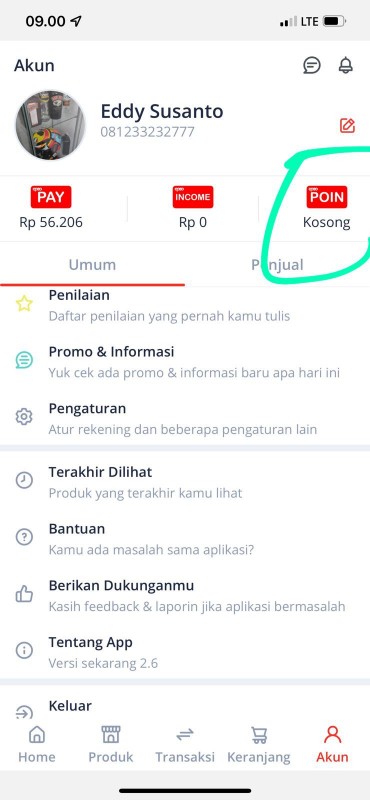 09.00
LTE
Akun
Eddy Susanto
081233232777
PAY
INCOME
POIN
Rp 56.206
Rp 0
Kosong
Umum
Penjual
Penilaian
Daftar penilaian yang pernah kamu tulis
Promo & Informasi
Yuk cek ada promo & informasi baru apa hari ini
Pengaturan
Atur rekening dan beberapa pengaturan lain
Terakhir Dilihat
Produk yang terakhir kamu lihat
Bantuan
Kamu ada masalah sama aplikasi?
Berikan Dukunganmu
Kasih feedback & laporin jika aplikasi bermasalah
Tentang App
Versi sekarang 2.6
Keluar
Home
Produk
Transaksi
Keranjang
Akun